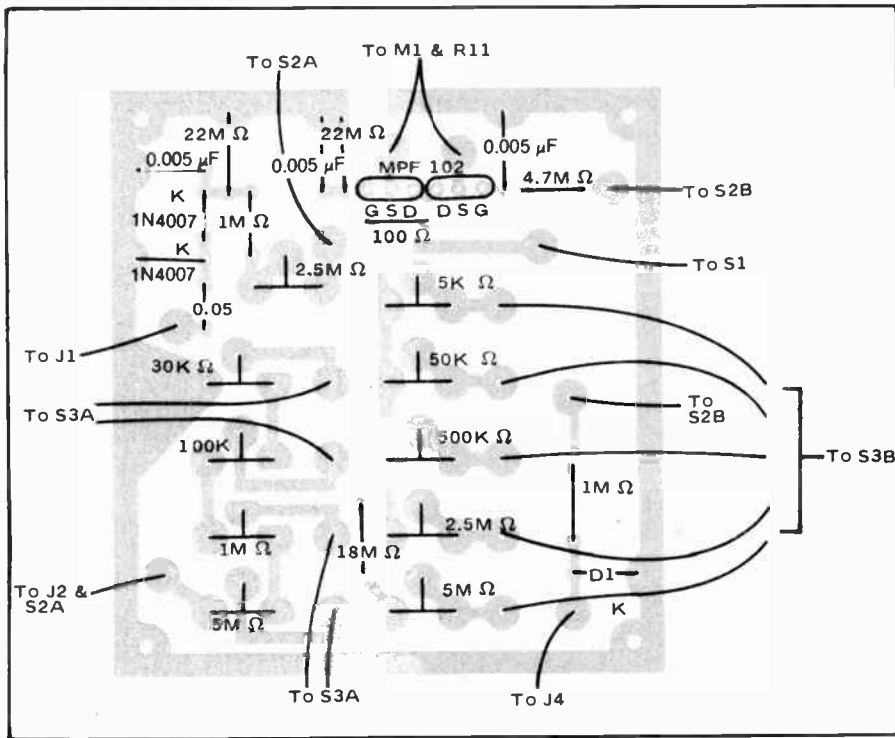 To M1 & R11
To S2A
22M Ω
22M Ω
0.005 µF
0.005 µF
0.005 µF
MPF 102
4.7M Ω
To S2B
K
1N4007
1M Ω
G S D D S G
100 Ω
K
1N4007
2.5M Ω
To S1
5K Ω
0.05
To J1
30K Ω
50K Ω
To S3A
To S2B
100K
500K Ω
To S3B
1M Ω
1M Ω
18M Ω
2.5M Ω
D1
To J2 & S2A
5M Ω
5M Ω
K
To S3A
To J4